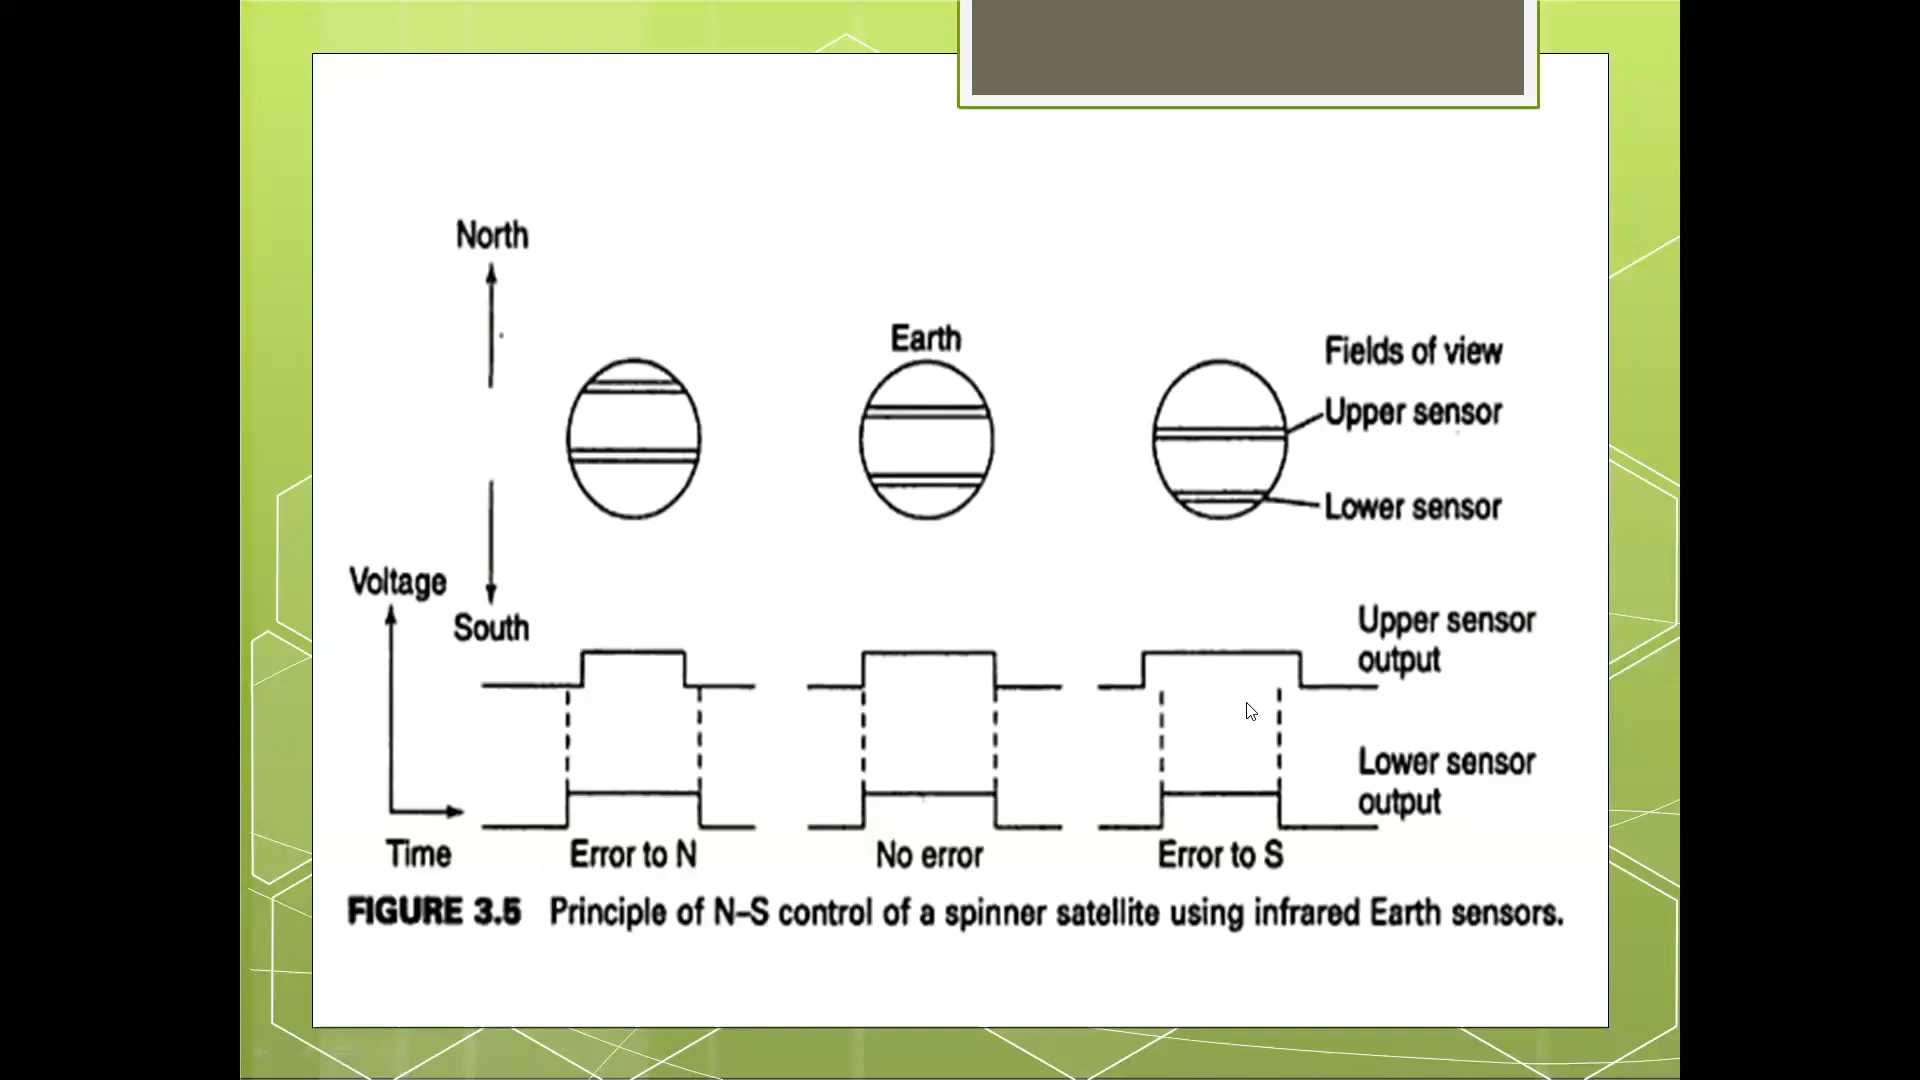 North
Earth
Fields of view
Upper sensor
Lower sensor
Voltage
South
Upper sensor
output
Lower sensor
output
Time
Error to N
No error
Error to S
FIGURE 3.5 Principle of N–S control of a spinner satellite using infrared Earth sensors.